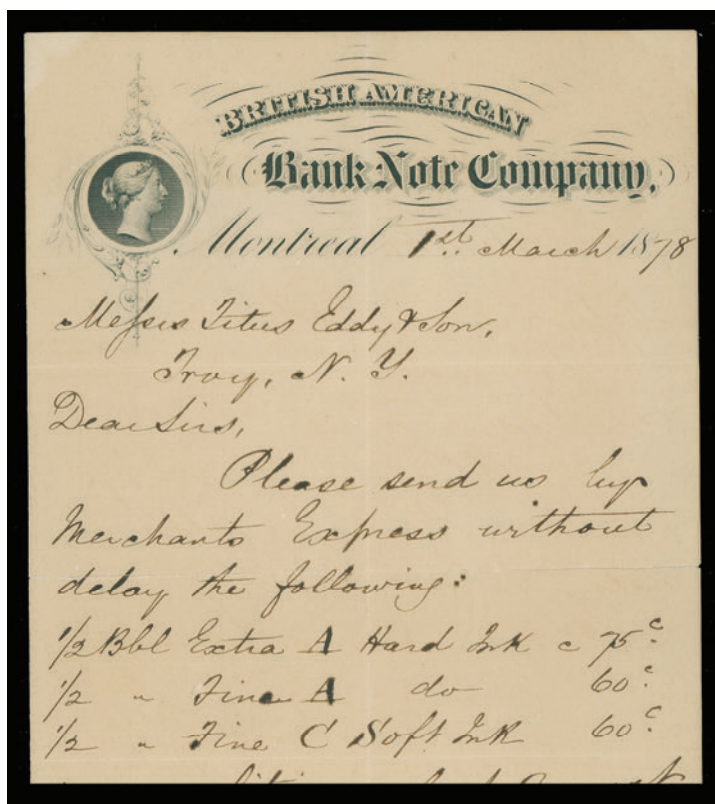 BRITISH AMERICAN
Bank Note Company,
Montreal 1st. March 1878
Messrs Titus Eddy & Son,
Troy, N. Y.
Dear Sirs,
Please send us by
Merchants Express without
delay the following:
1/2 Bbl Extra A Hard Ink c 75c
1/2 " Fine A do 60c
1/2 " Fine C Soft Ink 60c